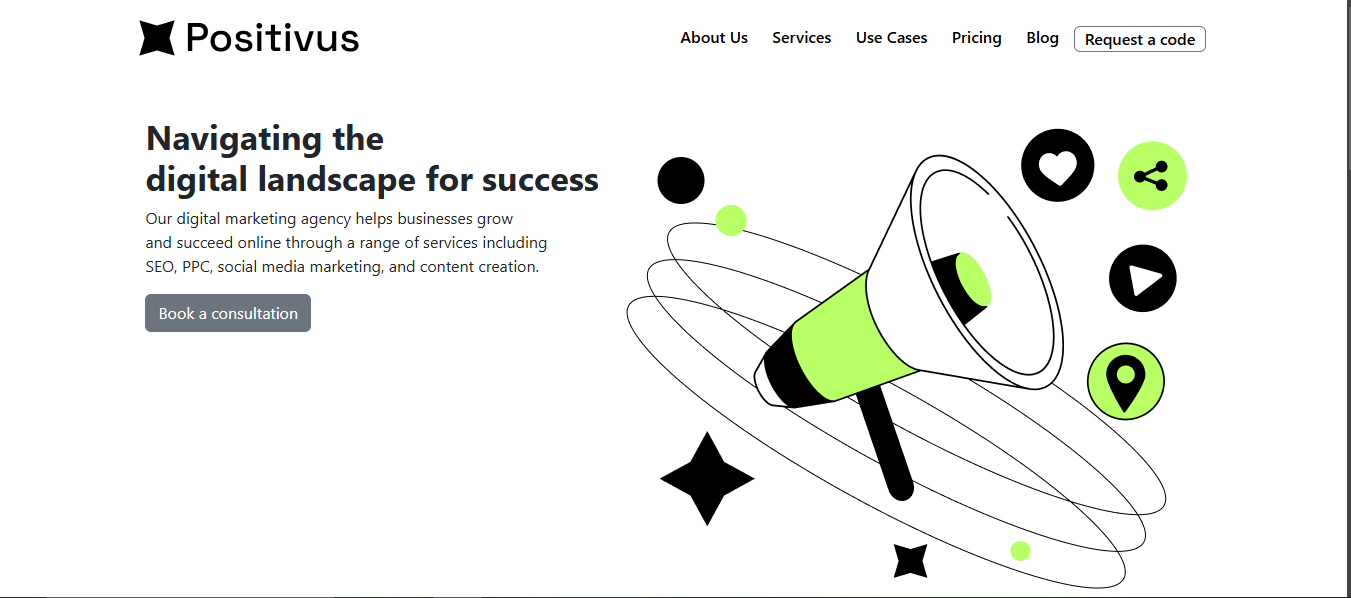 Positivus
About Us Services Use Cases Pricing Blog Request a code
Navigating the
digital landscape for success
Our digital marketing agency helps businesses grow
and succeed online through a range of services including
SEO, PPC, social media marketing, and content creation.
Book a consultation